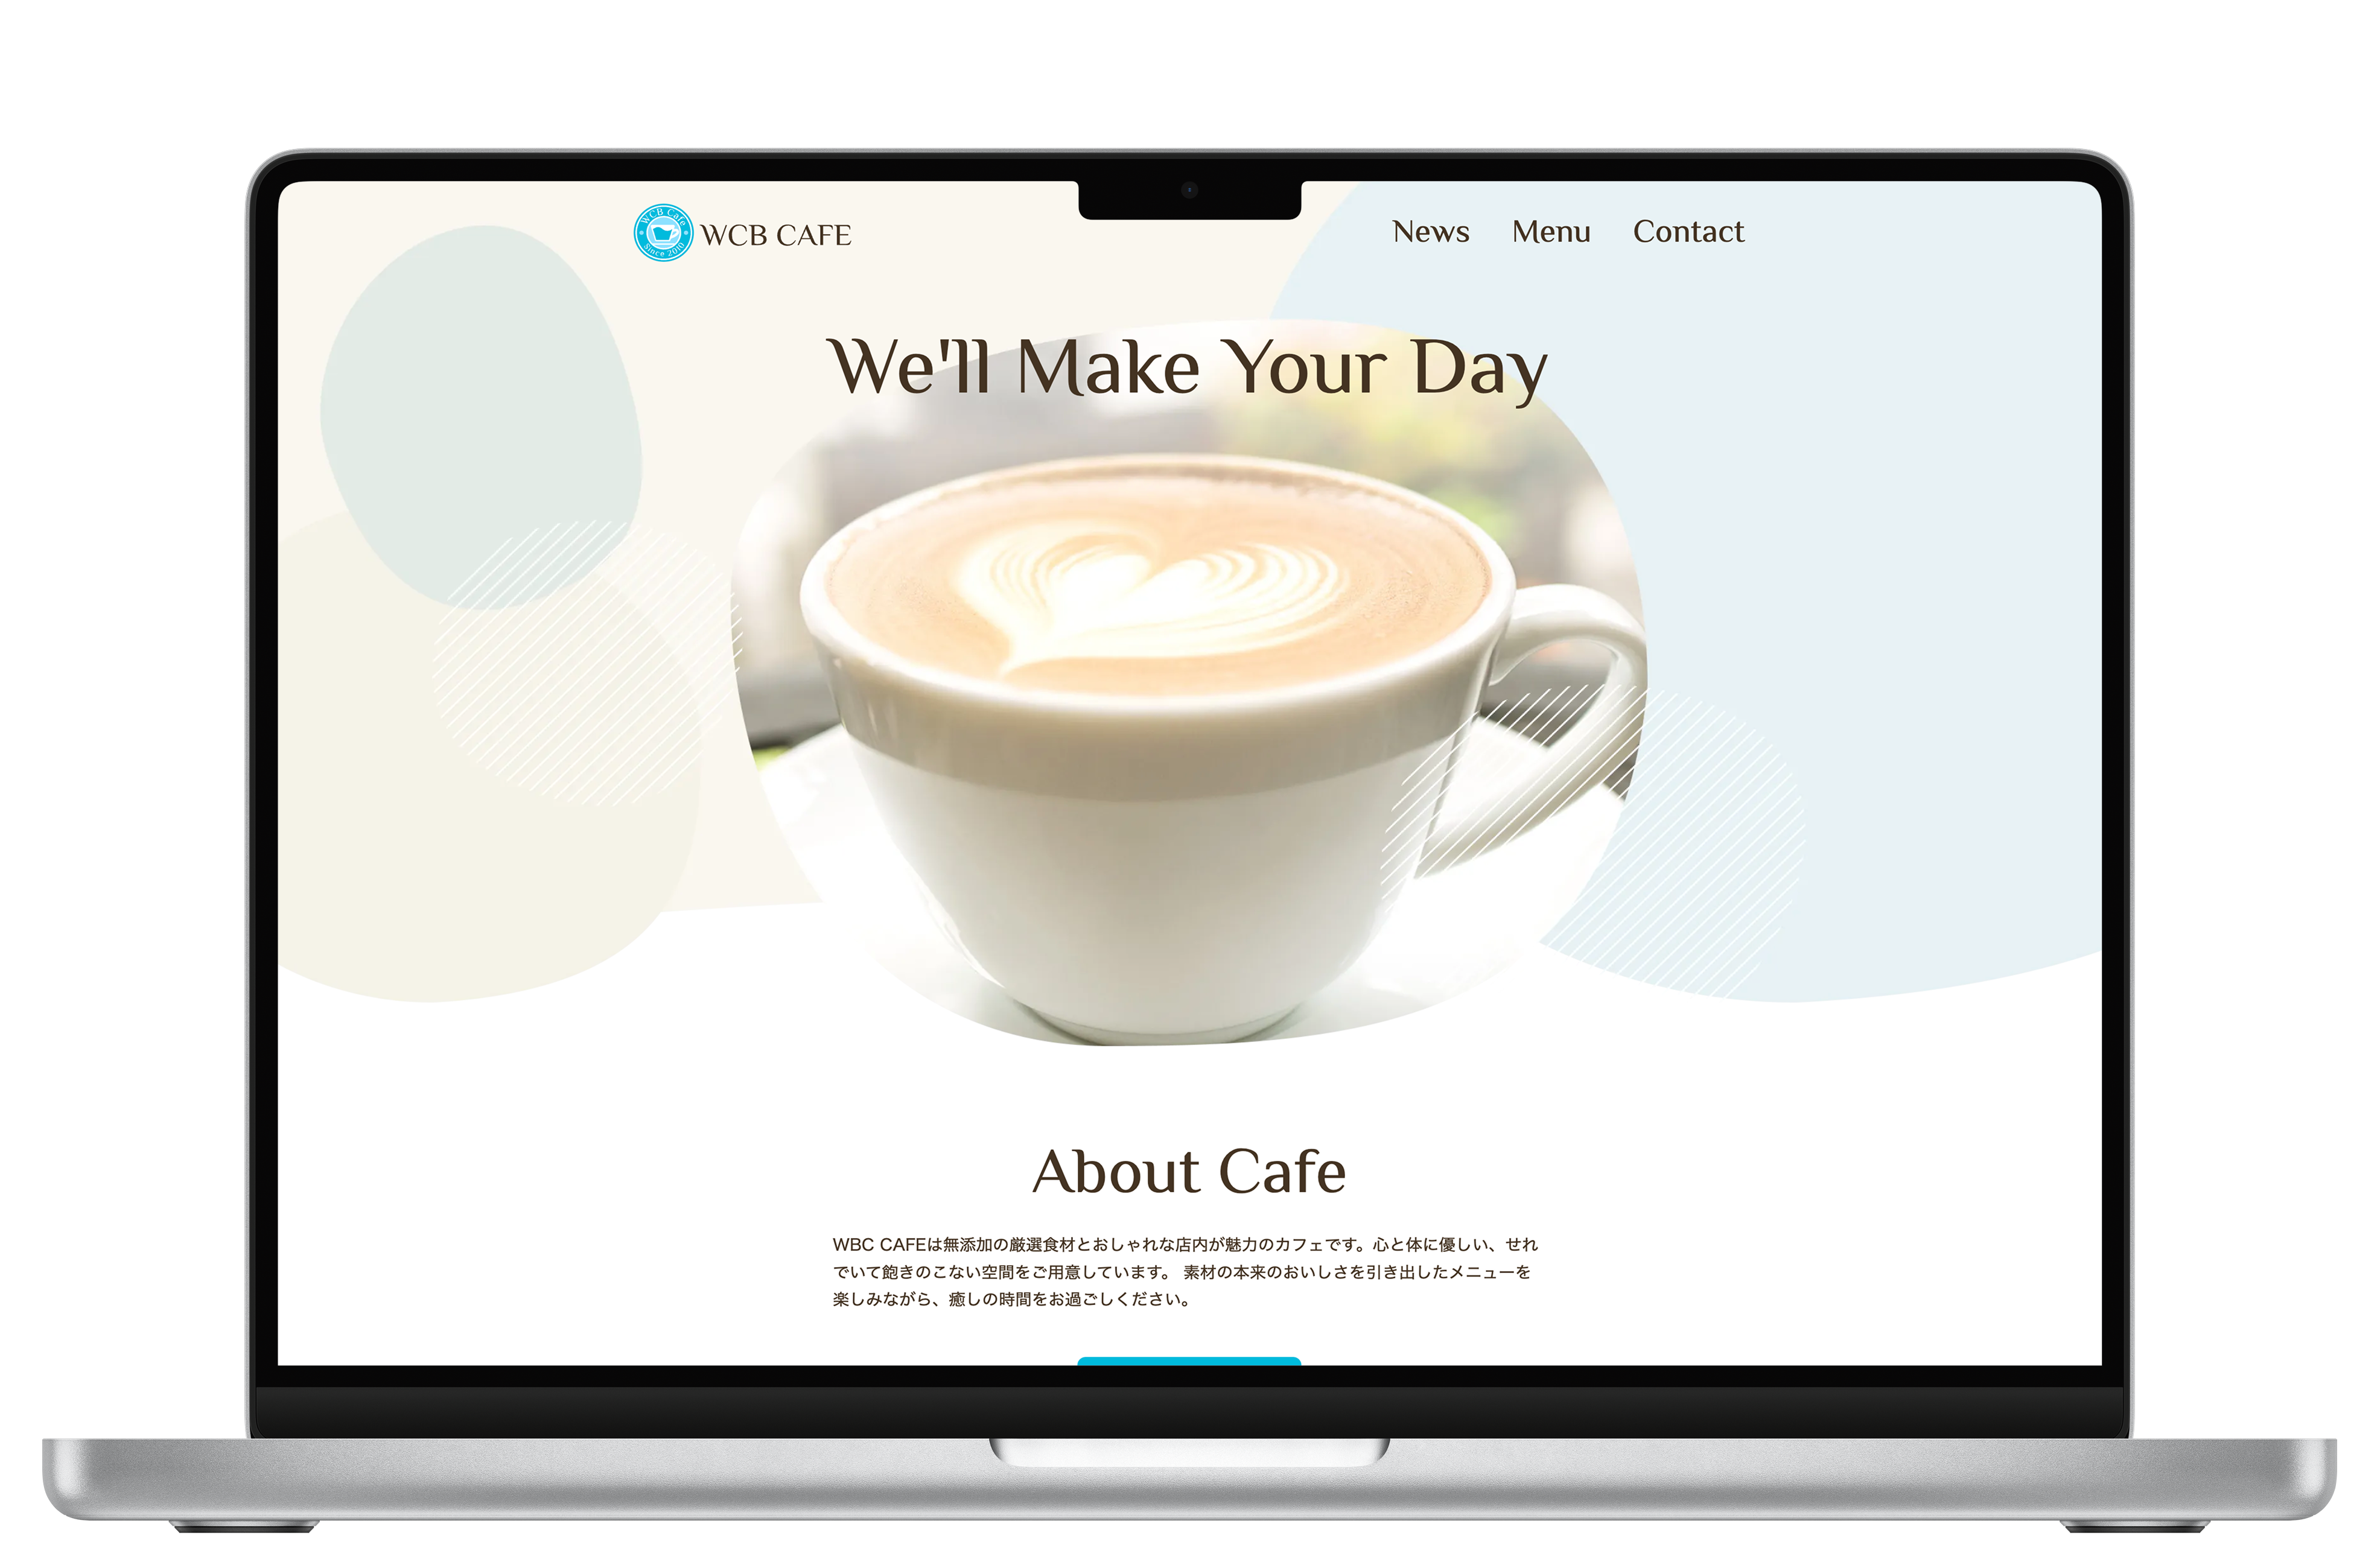 WCB Cafe
Since 2010
WCB CAFE
News Menu Contact
We'll Make Your Day
About Cafe
WBC CAFEは無添加の厳選食材とおしゃれな店内が魅力のカフェです。心と体に優しい、せれ
でいて飽きのこない空間をご用意しています。 素材の本来のおいしさを引き出したメニューを
楽しみながら、癒しの時間をお過ごしください。